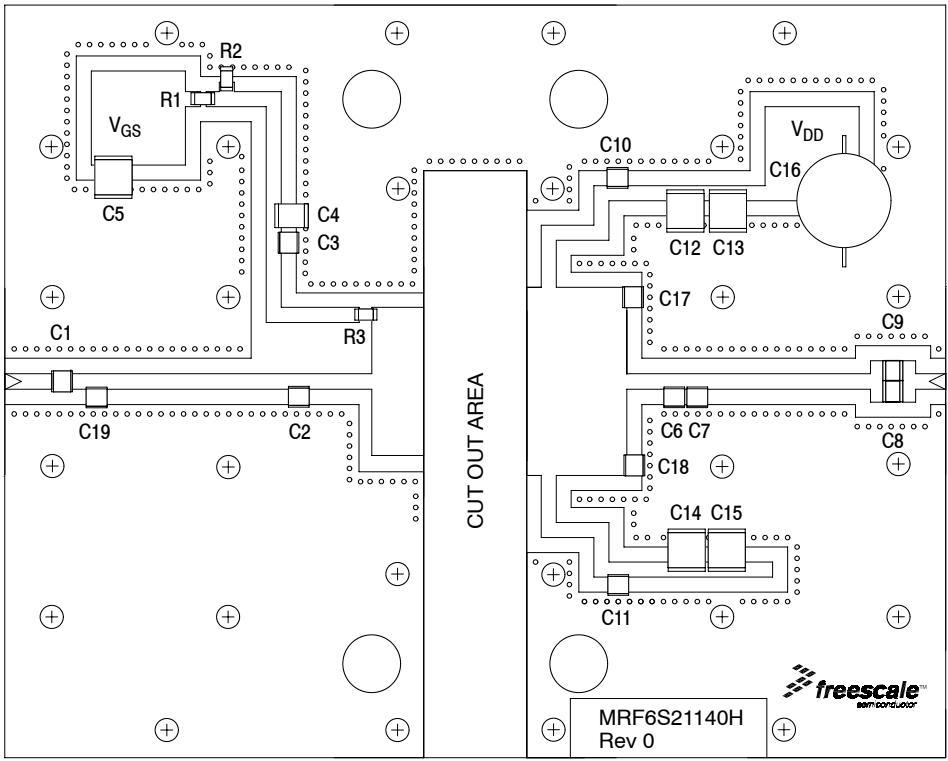 R2
R1
VGS
C5
C4
C3
R3
C1
C19
C2
CUT OUT AREA
C10
VDD
C16
C12 C13
C17
C9
C6 C7
C8
C18
C14 C15
C11
freescale™
semiconductor
MRF6S21140H
Rev 0